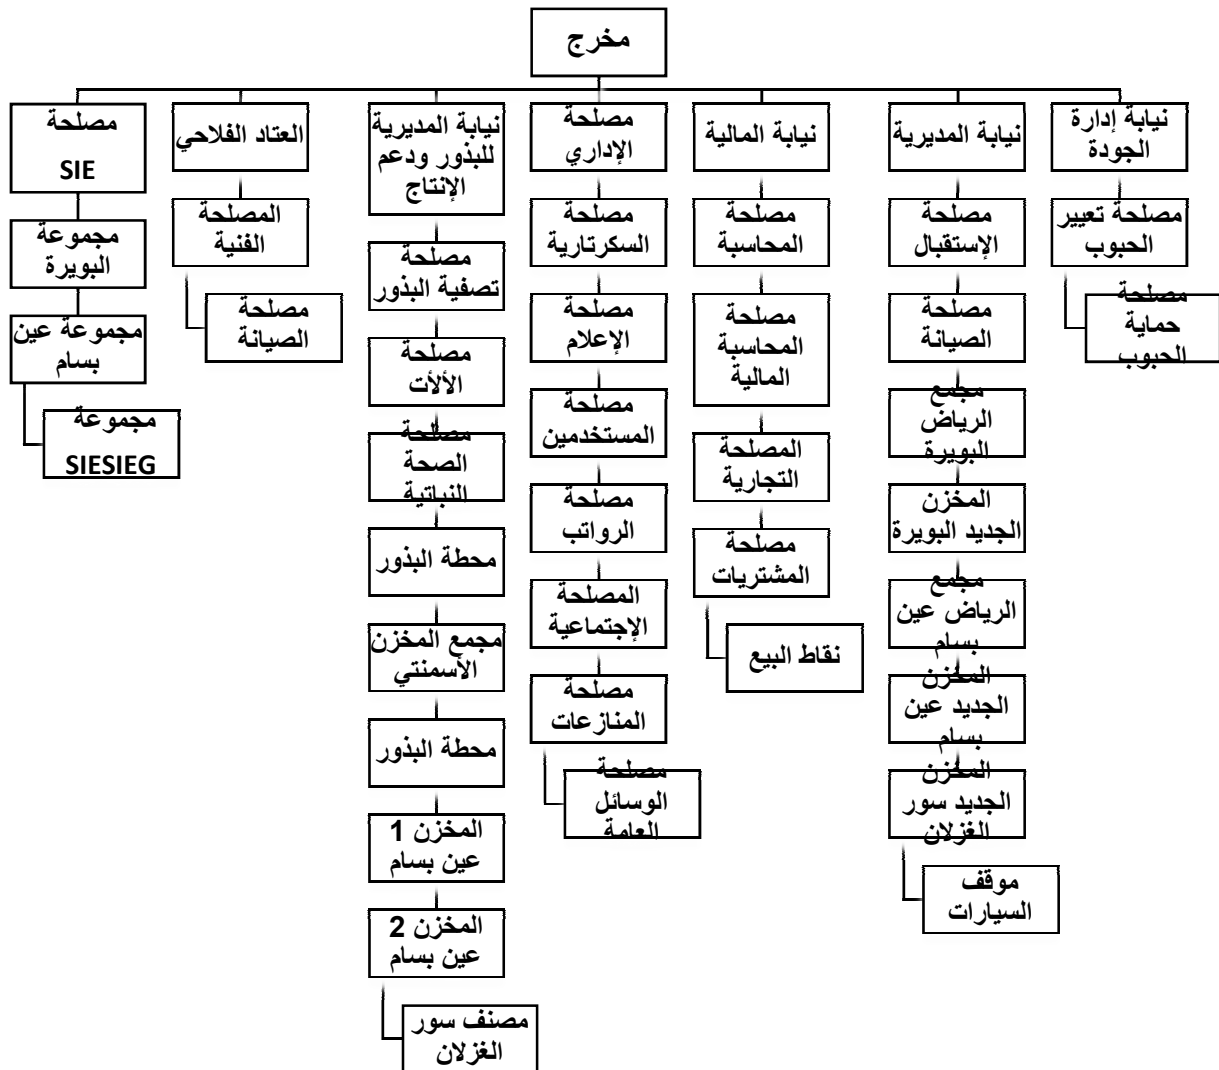 مخرج
نيابة إدارة
الجودة
مصلحة تعيير
الحبوب
مصلحة
حماية
الحبوب
نيابة المديرية
مصلحة
الإستقبال
مصلحة
الصيانة
مجمع
الرياض
البويرة
المخزن
الجديد البويرة
مجمع
الرياض عين
بسام
المخزن
الجديد عين
بسام
المخزن
الجديد سور
الغزلان
موقف
السيارات
نيابة المالية
مصلحة
المحاسبة
مصلحة
المحاسبة
المالية
المصلحة
التجارية
مصلحة
المشتريات
نقاط البيع
مصلحة
الإداري
مصلحة
السكرتارية
مصلحة
الإعلام
مصلحة
المستخدمين
مصلحة
الرواتب
المصلحة
الإجتماعية
مصلحة
المنازعات
مصلحة
الوسائل
العامة
نيابة المديرية
للبذور ودعم
الإنتاج
مصلحة
تصفية البذور
مصلحة
الألأت
مصلحة
الصحة
النباتية
محطة البذور
مجمع المخزن
الأسمنتي
محطة البذور
المخزن 1
عين بسام
المخزن 2
عين بسام
مصنف سور
الغزلان
العتاد الفلاحي
المصلحة
الفنية
مصلحة
الصيانة
مصلحة
SIE
مجموعة
البويرة
مجموعة عين
بسام
مجموعة
SIESIEG